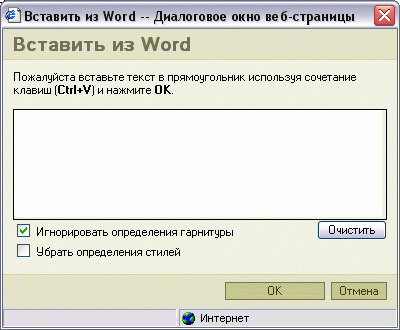 Вставить из Word -- Диалоговое окно веб-страницы
Вставить из Word
Пожалуйста вставьте текст в прямоугольник используя сочетание
клавиш (Ctrl+V) и нажмите OK.
Игнорировать определения гарнитуры
Очистить
Убрать определения стилей
OK
Отмена
Интернет